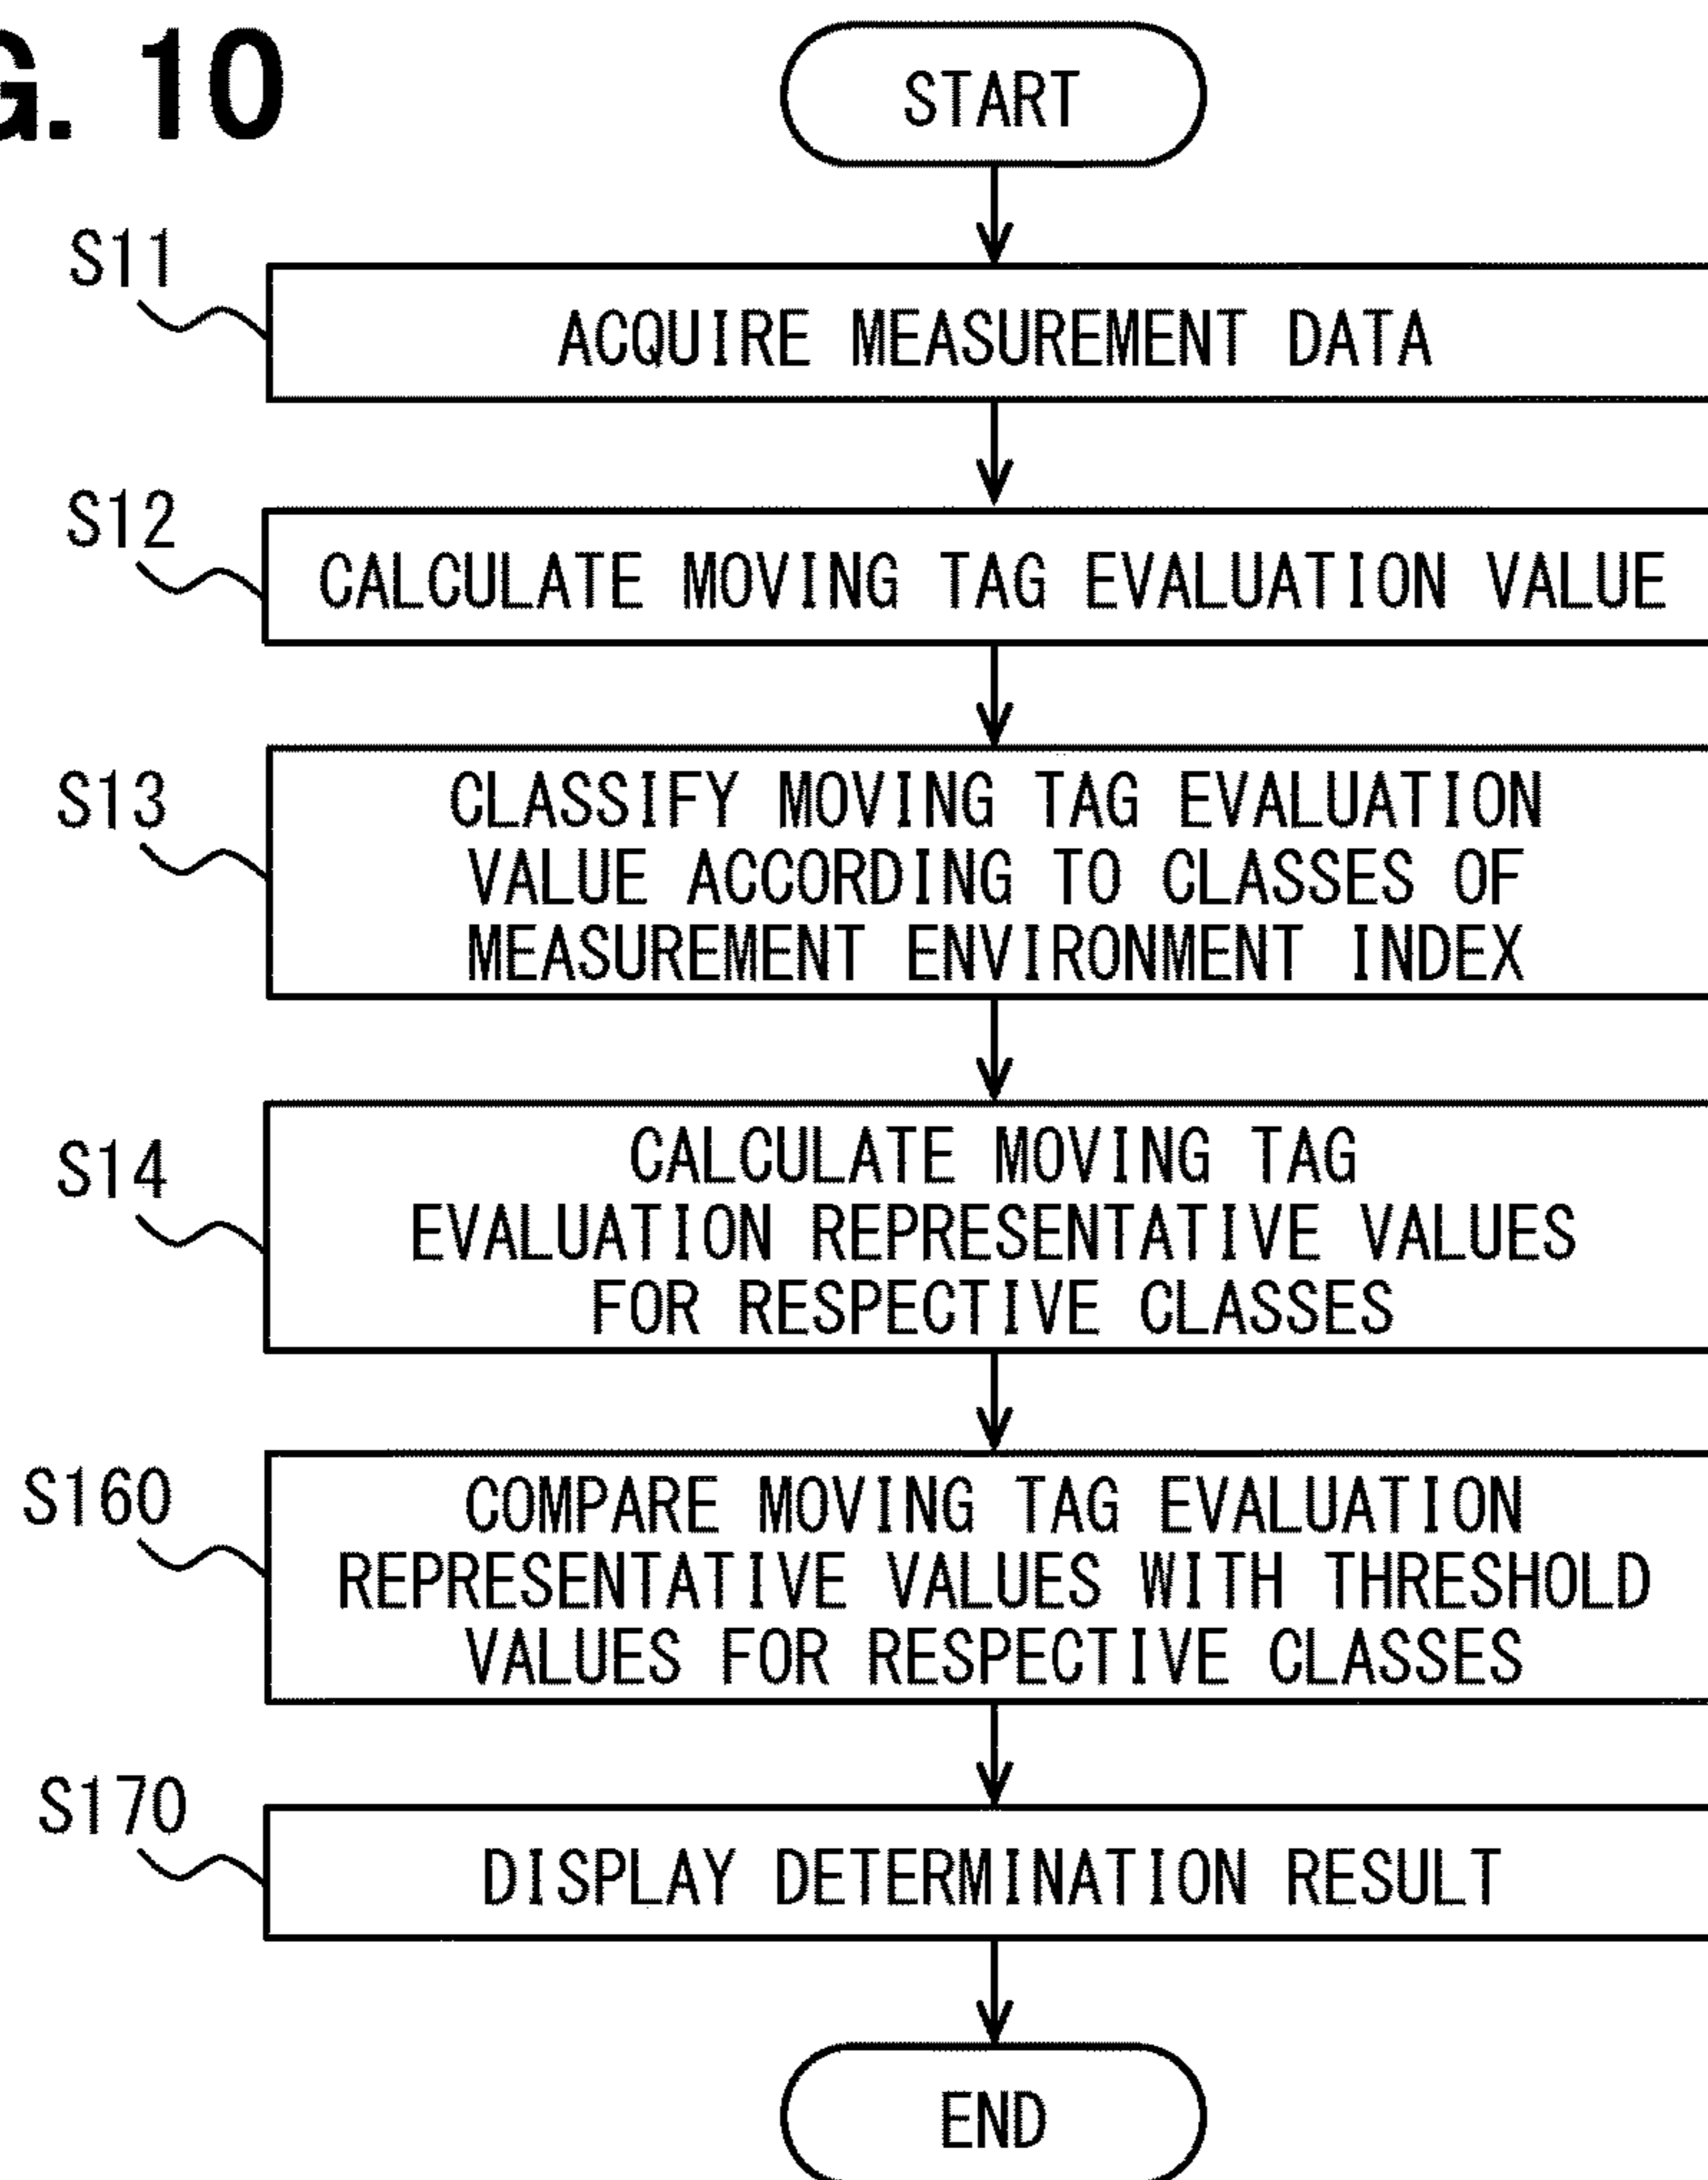 G. 10
START
S11
ACQUIRE MEASUREMENT DATA
S12
CALCULATE MOVING TAG EVALUATION VALUE
S13
CLASSIFY MOVING TAG EVALUATION
VALUE ACCORDING TO CLASSES OF
MEASUREMENT ENVIRONMENT INDEX
S14
CALCULATE MOVING TAG
EVALUATION REPRESENTATIVE VALUES
FOR RESPECTIVE CLASSES
S160
COMPARE MOVING TAG EVALUATION
REPRESENTATIVE VALUES WITH THRESHOLD
VALUES FOR RESPECTIVE CLASSES
S170
DISPLAY DETERMINATION RESULT
END